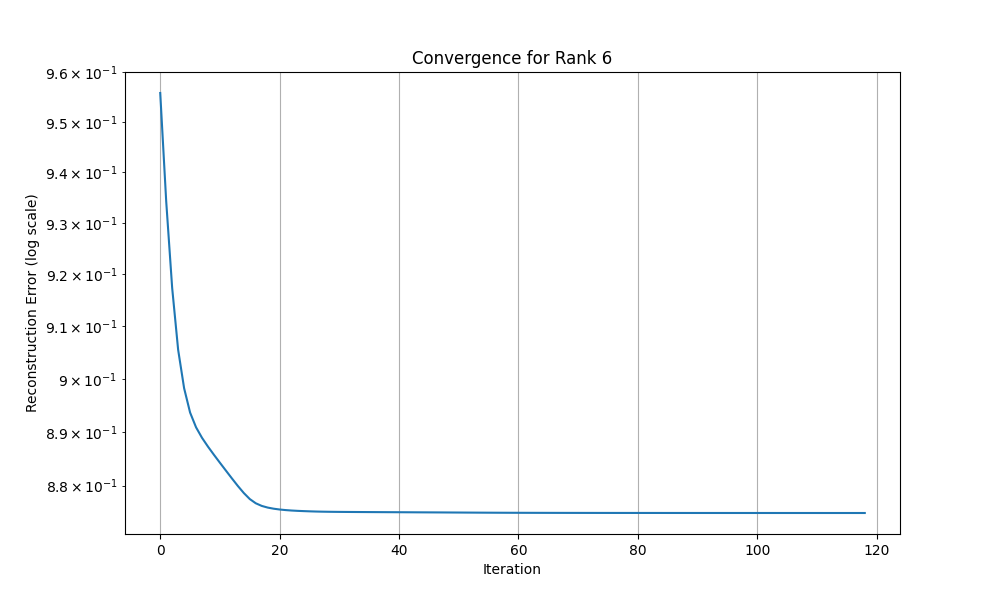 Convergence for Rank 6
Reconstruction Error (log scale)
9.6 × 10⁻¹
9.5 × 10⁻¹
9.4 × 10⁻¹
9.3 × 10⁻¹
9.2 × 10⁻¹
9.1 × 10⁻¹
9 × 10⁻¹
8.9 × 10⁻¹
8.8 × 10⁻¹
0 20 40 60 80 100 120
Iteration